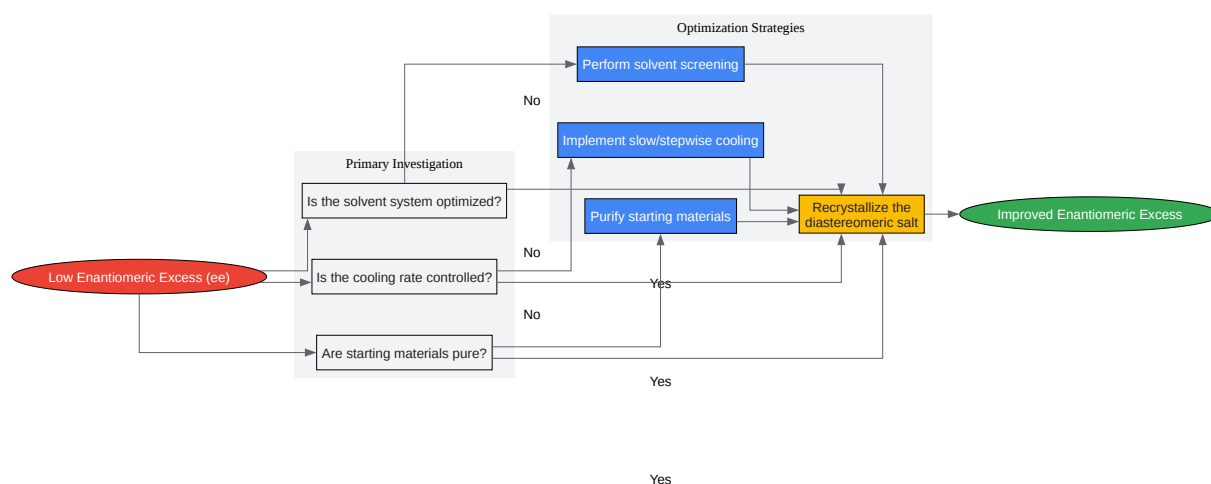 Optimization Strategies
Perform solvent screening
No
Implement slow/stepwise cooling
Primary Investigation
Is the solvent system optimized?
Purify starting materials
Recrystallize the
diastereomeric salt
Improved Enantiomeric Excess
No
Low Enantiomeric Excess (ee)
Is the cooling rate controlled?
Yes
No
Are starting materials pure?
Yes
Yes